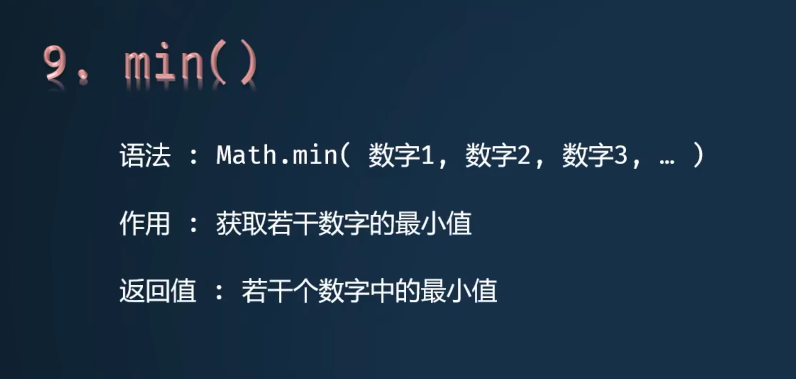 9. min()
语法 : Math.min( 数字1, 数字2, 数字3, … )
作用 : 获取若干数字的最小值
返回值 : 若干个数字中的最小值